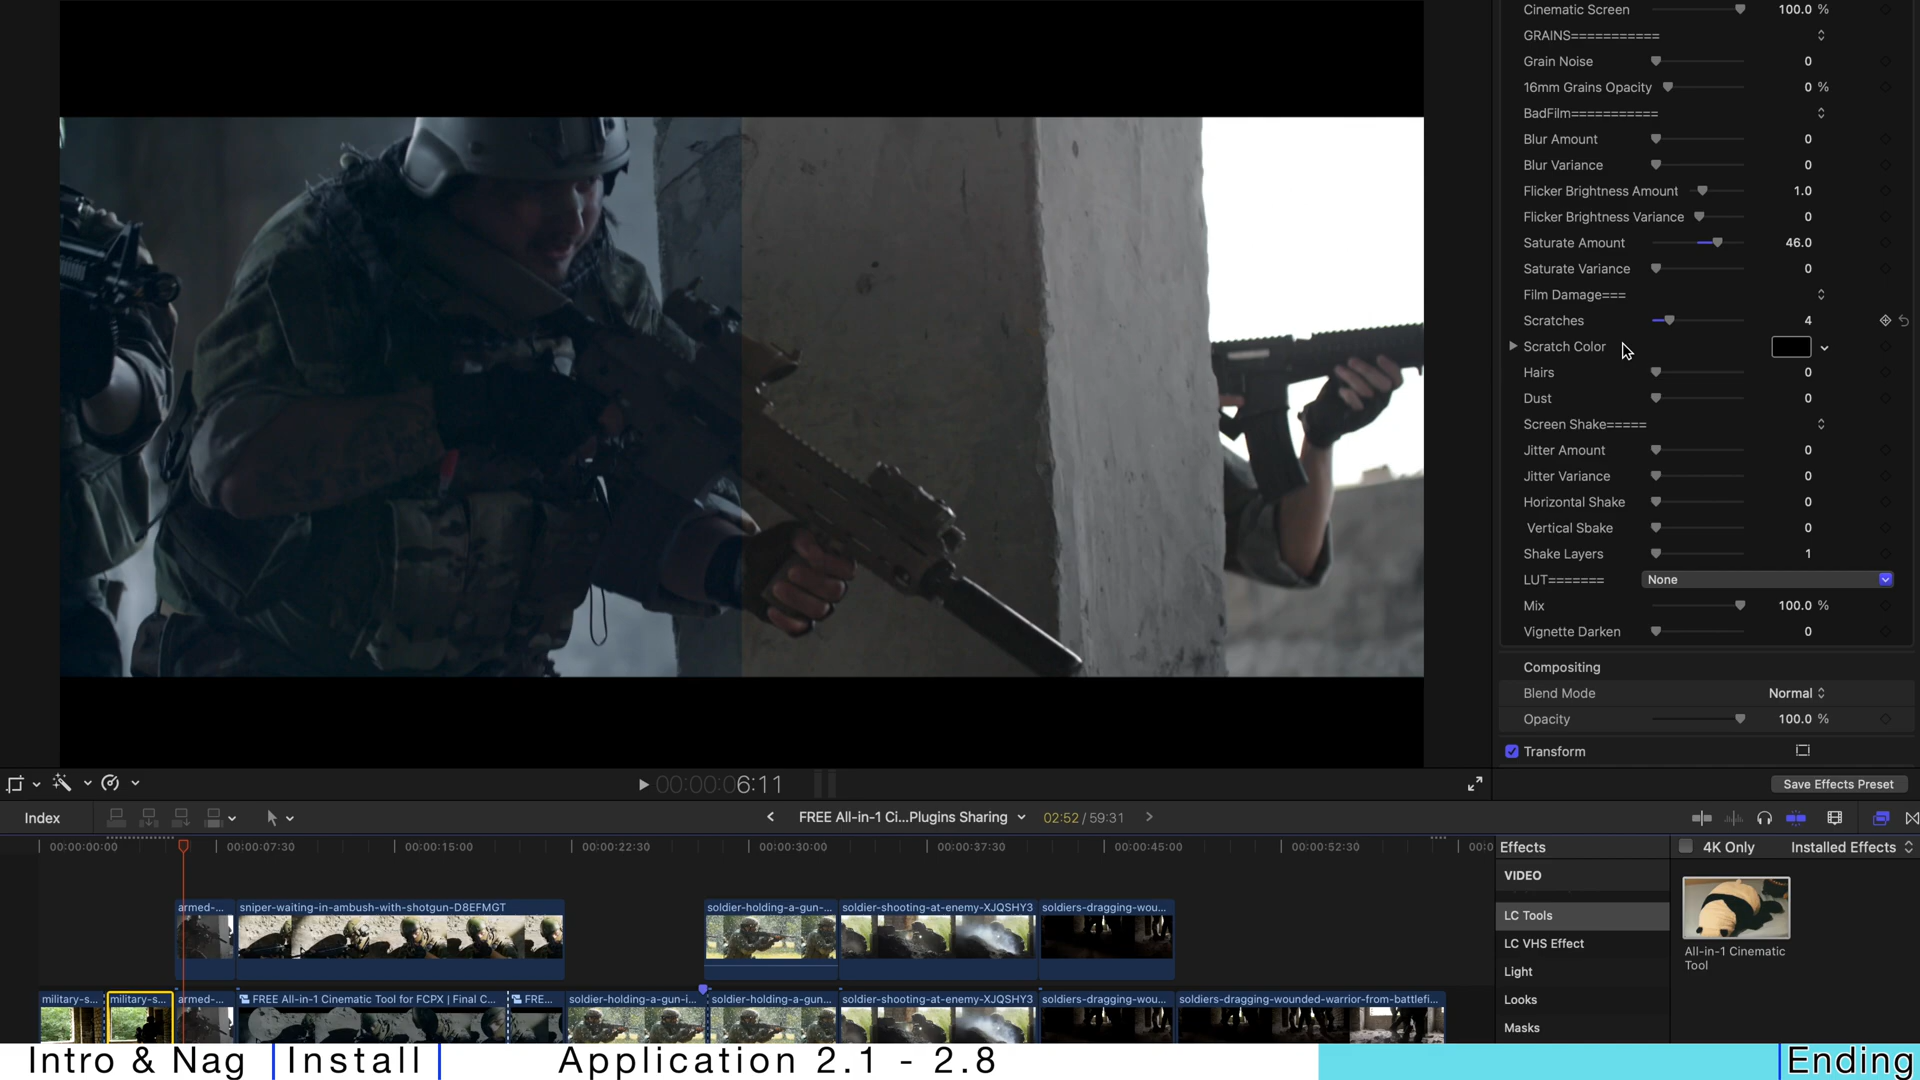 Cinematic Screen 100.0 %
GRAINS===========
Grain Noise 0
16mm Grains Opacity 0 %
BadFilm===========
Blur Amount 0
Blur Variance 0
Flicker Brightness Amount 1.0
Flicker Brightness Variance 0
Saturate Amount 46.0
Saturate Variance 0
Film Damage===
Scratches 4
Scratch Color
Hairs 0
Dust 0
Screen Shake=====
Jitter Amount 0
Jitter Variance 0
Horizontal Shake 0
Vertical Sbake 0
Shake Layers 1
LUT======= None
Mix 100.0 %
Vignette Darken 0
Compositing
Blend Mode Normal
Opacity 100.0 %
Transform
00:00:06:11
Save Effects Preset
Index
FREE All-in-1 Ci...Plugins Sharing 02:52 / 59:31
00:00:00:00 00:00:07:30 00:00:15:00 00:00:22:30 00:00:30:00 00:00:37:30 00:00:45:00 00:00:52:30 00:0
Effects
4K Only Installed Effects
VIDEO
LC Tools
LC VHS Effect
Light
Looks
Masks
All-in-1 Cinematic
Tool
armed-... sniper-waiting-in-ambush-with-shotgun-D8EFMGT soldier-holding-a-gun-... soldier-shooting-at-enemy-XJQSHY3 soldiers-dragging-wou...
military-s... military-s... armed-... FREE All-in-1 Cinematic Tool for FCPX | Final C... FRE... soldier-holding-a-gun-i... soldier-holding-a-gun... soldier-shooting-at-enemy-XJQSHY3 soldiers-dragging-wou... soldiers-dragging-wounded-warrior-from-battlefi...
Intro & Nag Install Application 2.1 - 2.8 Ending